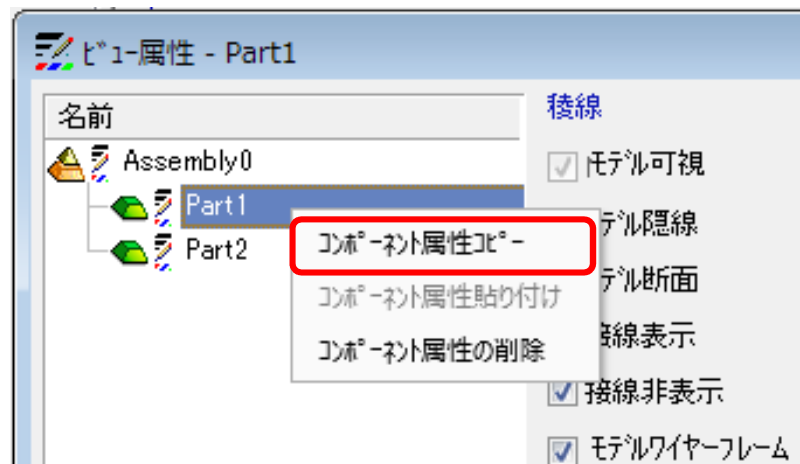 ﾋﾞｭｰ属性 - Part1
名前
Assembly0
Part1
Part2
ｺﾝﾎﾟｰﾈﾝﾄ属性ｺﾋﾟｰ
ｺﾝﾎﾟｰﾈﾝﾄ属性貼り付け
ｺﾝﾎﾟｰﾈﾝﾄ属性の削除
稜線
ﾓﾃﾞﾙ可視
ﾃﾞﾙ隠線
ﾃﾞﾙ断面
線表示
接線非表示
ﾓﾃﾞﾙﾜｲﾔｰﾌﾚｰﾑ